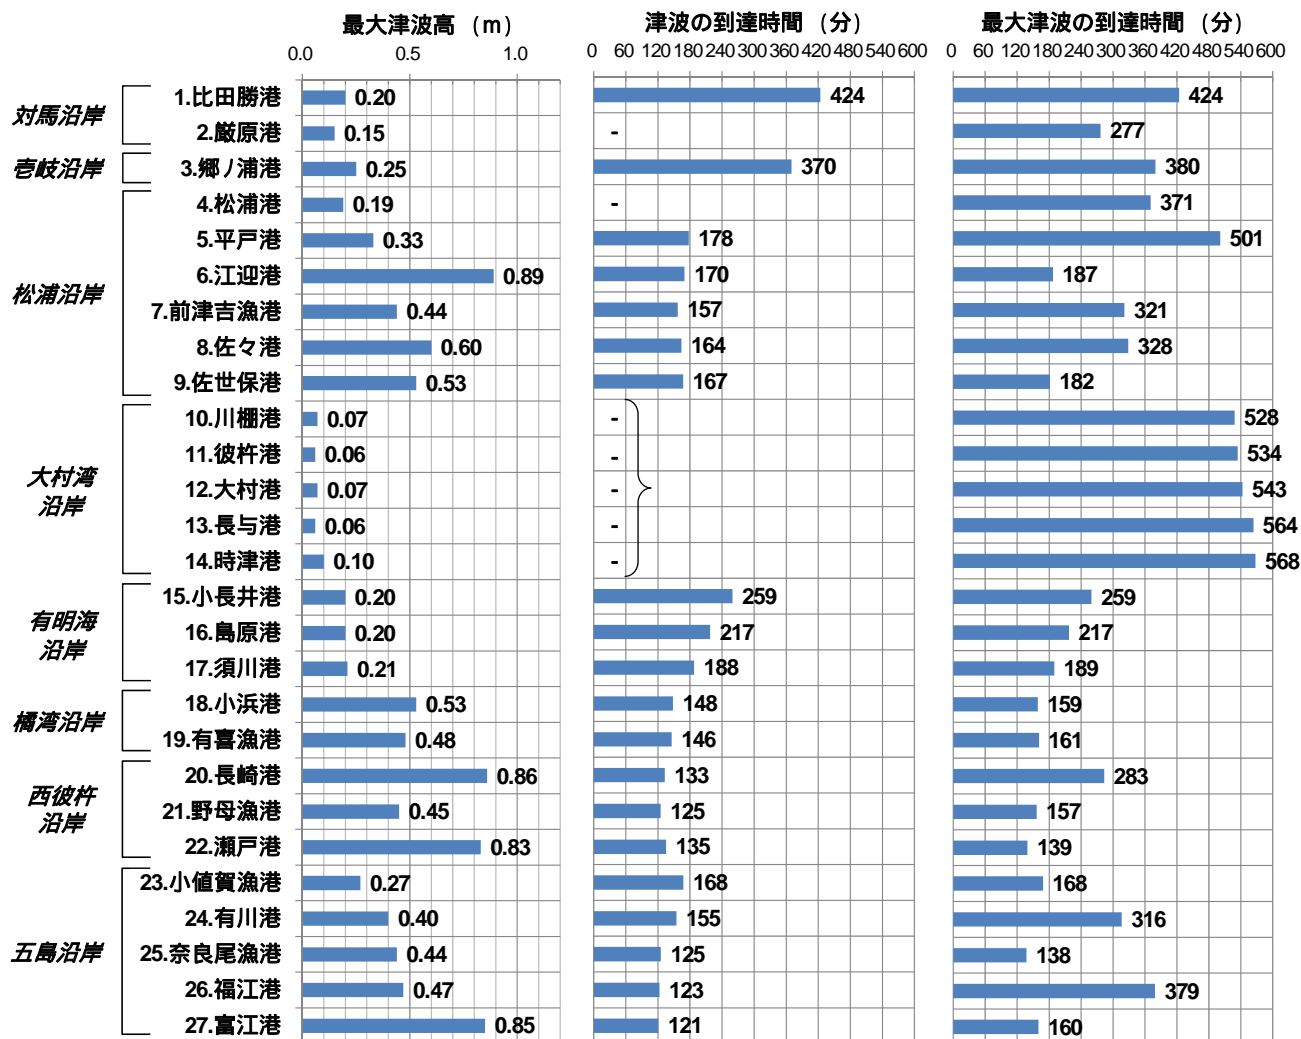 最大津波高 (m)
津波の到達時間 (分)
最大津波の到達時間 (分)
0.0 0.5 1.0
0 60 120 180 240 300 360 420 480 540 600
0 60 120 180 240 300 360 420 480 540 600
対馬沿岸
1.比田勝港 0.20 424 424
2.厳原港 0.15 - 277
壱岐沿岸
3.郷ノ浦港 0.25 370 380
松浦沿岸
4.松浦港 0.19 - 371
5.平戸港 0.33 178 501
6.江迎港 0.89 170 187
7.前津吉漁港 0.44 157 321
8.佐々港 0.60 164 328
9.佐世保港 0.53 167 182
大村湾
沿岸
10.川棚港 0.07 - 528
11.彼杵港 0.06 - 534
12.大村港 0.07 - 543
13.長与港 0.06 - 564
14.時津港 0.10 - 568
有明海
沿岸
15.小長井港 0.20 259 259
16.島原港 0.20 217 217
17.須川港 0.21 188 189
橘湾沿岸
18.小浜港 0.53 148 159
19.有喜漁港 0.48 146 161
西彼杵
沿岸
20.長崎港 0.86 133 283
21.野母漁港 0.45 125 157
22.瀬戸港 0.83 135 139
五島沿岸
23.小値賀漁港 0.27 168 168
24.有川港 0.40 155 316
25.奈良尾漁港 0.44 125 138
26.福江港 0.47 123 379
27.富江港 0.85 121 160